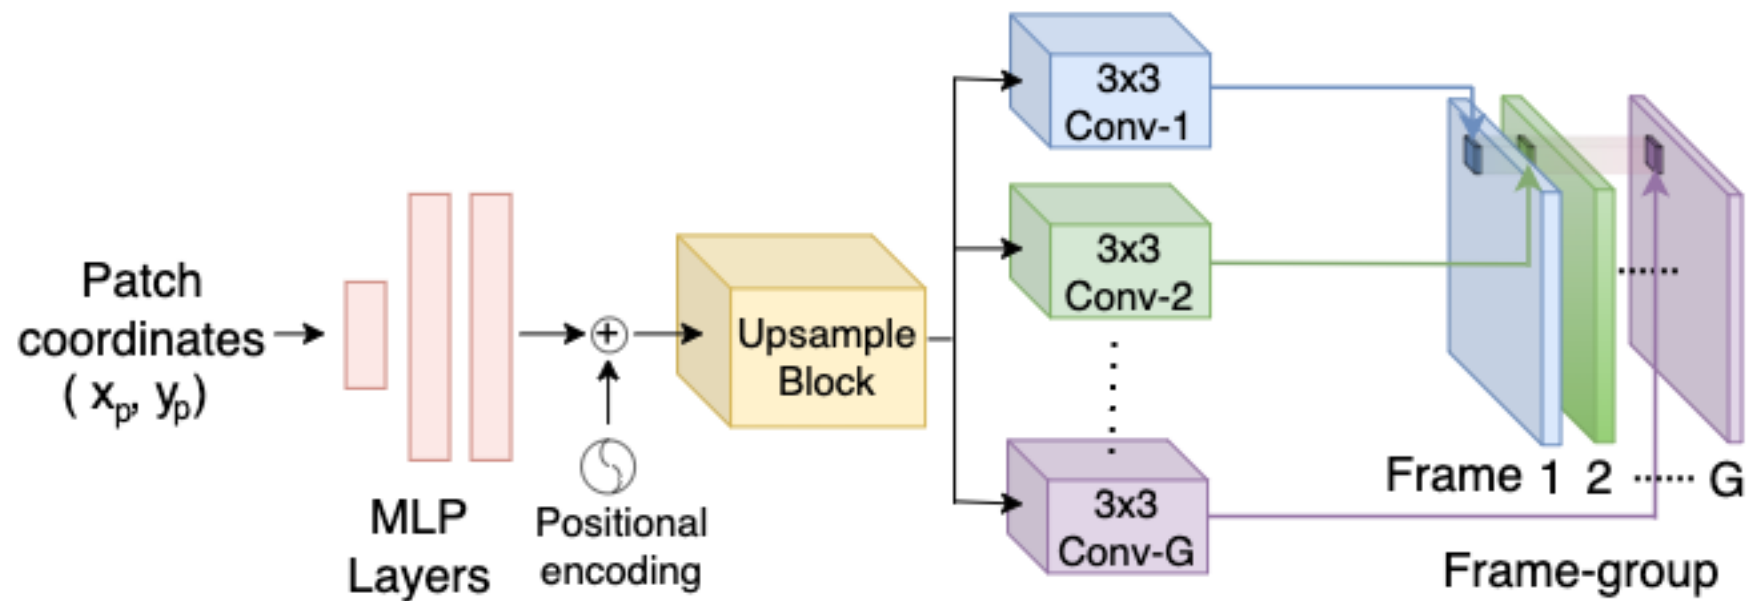 Patch
coordinates
( xp, yp)
MLP
Layers
+
Positional
encoding
Upsample
Block
3x3
Conv-1
3x3
Conv-2
3x3
Conv-G
Frame 1 2 ...... G
Frame-group